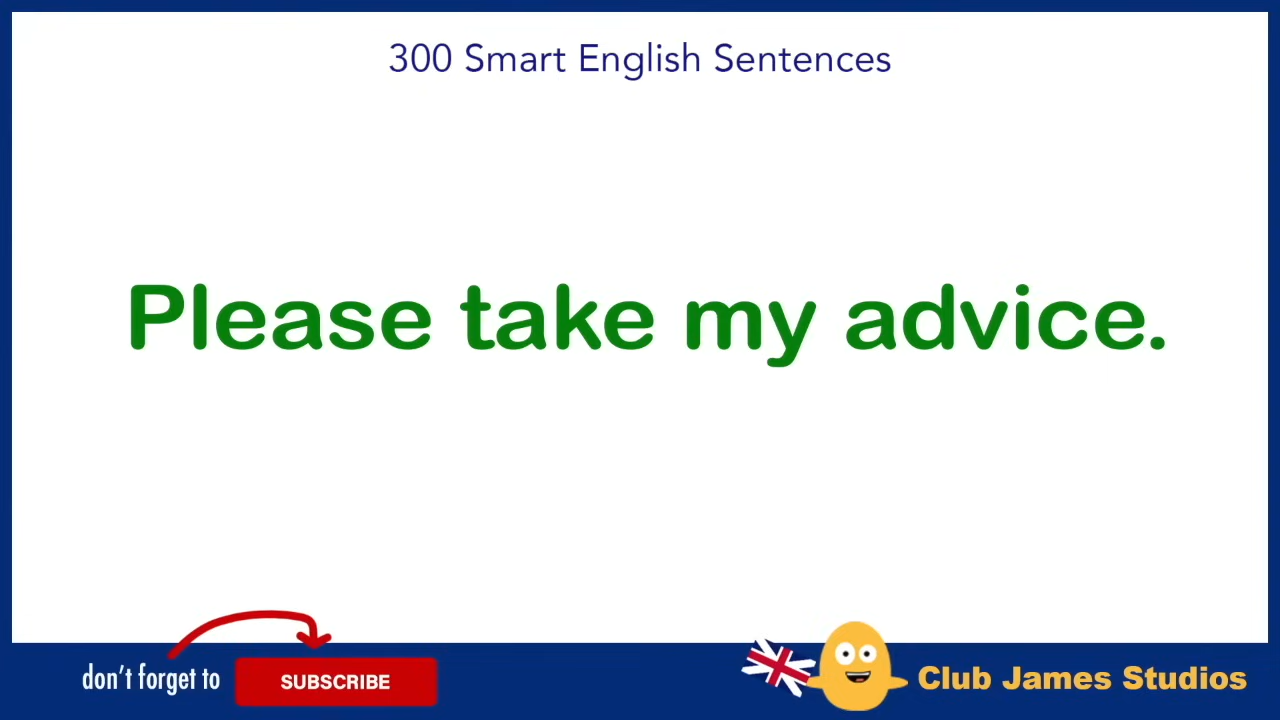 300 Smart English Sentences
Please take my advice.
don't forget to
SUBSCRIBE
Club James Studios